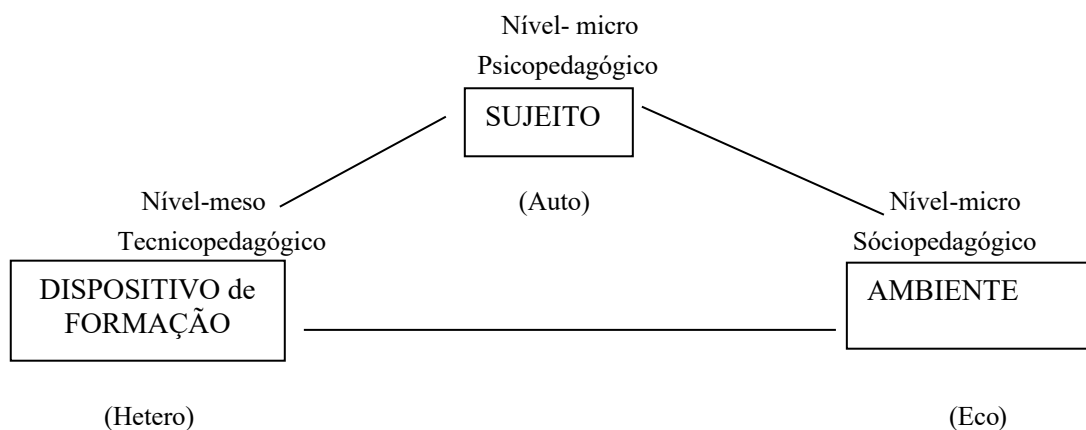 Nível- micro
Psicopedagógico
SUJEITO
(Auto)
Nível-meso
Tecnicopedagógico
DISPOSITIVO de
FORMAÇÃO
(Hetero)
Nível-micro
Sóciopedagógico
AMBIENTE
(Eco)